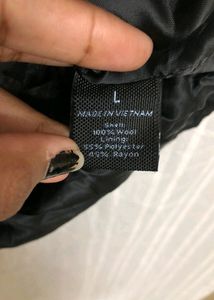 L
MADE IN VIETNAM
Shell:
100% Wool
Lining:
55% Polyester
45% Rayon